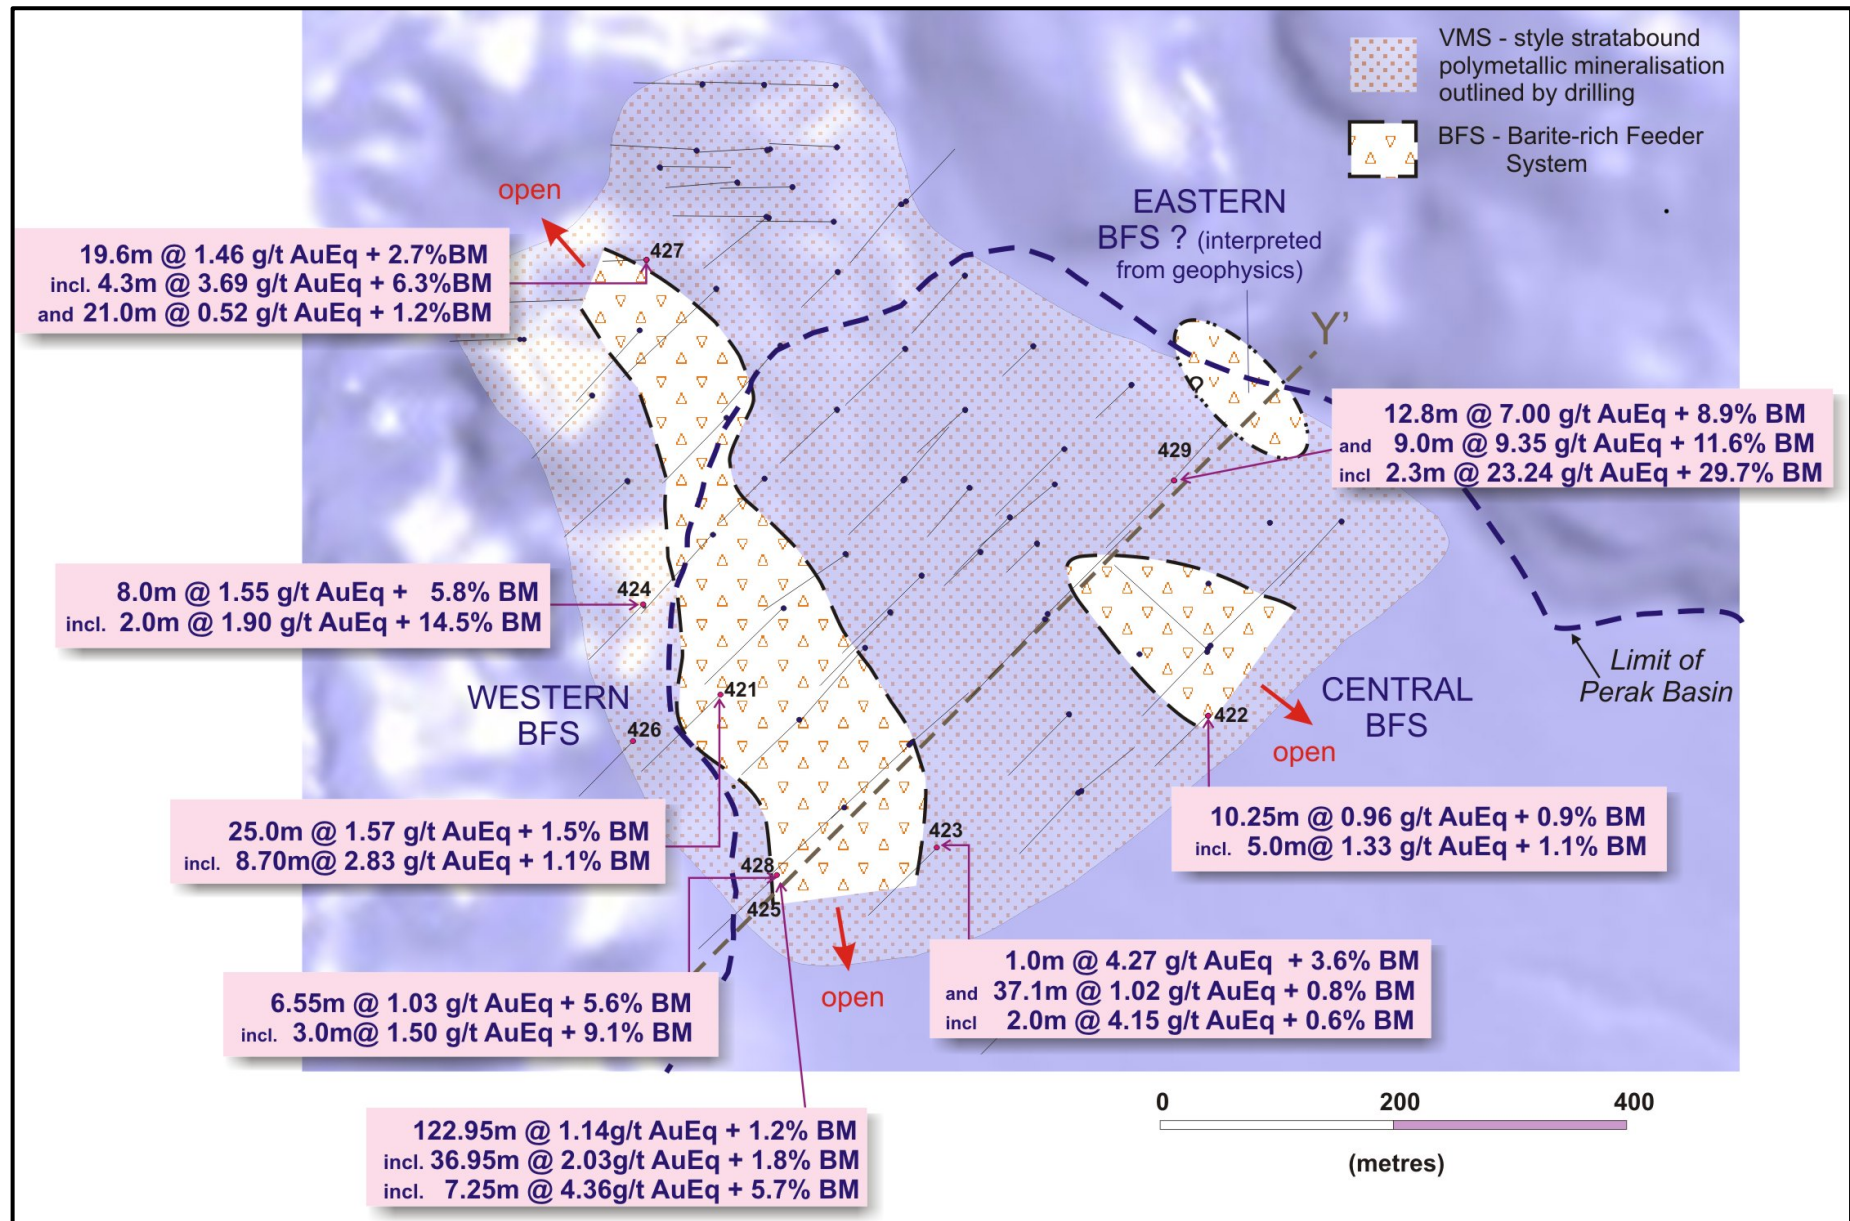 VMS - style stratabound
polymetallic mineralisation
outlined by drilling
BFS - Barite-rich Feeder
System
open
EASTERN
BFS ? (interpreted
from geophysics)
427
19.6m @ 1.46 g/t AuEq + 2.7%BM
incl. 4.3m @ 3.69 g/t AuEq + 6.3%BM
and 21.0m @ 0.52 g/t AuEq + 1.2%BM
Y’
?
429
12.8m @ 7.00 g/t AuEq + 8.9% BM
and 9.0m @ 9.35 g/t AuEq + 11.6% BM
incl 2.3m @ 23.24 g/t AuEq + 29.7% BM
424
8.0m @ 1.55 g/t AuEq + 5.8% BM
incl. 2.0m @ 1.90 g/t AuEq + 14.5% BM
Limit of
Perak Basin
WESTERN
BFS
421
426
CENTRAL
BFS
422
open
25.0m @ 1.57 g/t AuEq + 1.5% BM
incl. 8.70m@ 2.83 g/t AuEq + 1.1% BM
10.25m @ 0.96 g/t AuEq + 0.9% BM
incl. 5.0m@ 1.33 g/t AuEq + 1.1% BM
423
428
425
open
6.55m @ 1.03 g/t AuEq + 5.6% BM
incl. 3.0m@ 1.50 g/t AuEq + 9.1% BM
1.0m @ 4.27 g/t AuEq + 3.6% BM
and 37.1m @ 1.02 g/t AuEq + 0.8% BM
incl 2.0m @ 4.15 g/t AuEq + 0.6% BM
122.95m @ 1.14g/t AuEq + 1.2% BM
incl. 36.95m @ 2.03g/t AuEq + 1.8% BM
incl. 7.25m @ 4.36g/t AuEq + 5.7% BM
0 200 400
(metres)